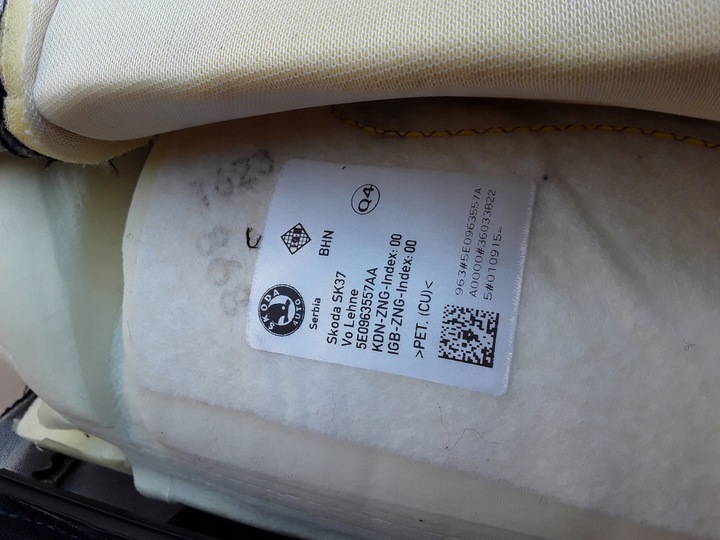 SKODA
AUTO
Serbia
BHN
Q4
Skoda SK37
Vo Lehne
5E0963557AA
KDN-ZNG-Index: 00
IGB-ZNG-Index: 00
>PET. (CU)<
963#5E0963557A
A0000#36033822
5#010915=